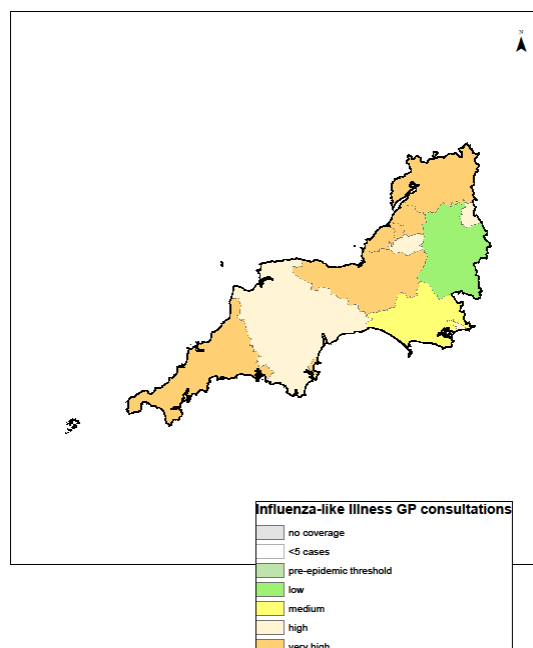 N
Influenza-like Illness GP consultations
no coverage
<5 cases
pre-epidemic threshold
low
medium
high
very high